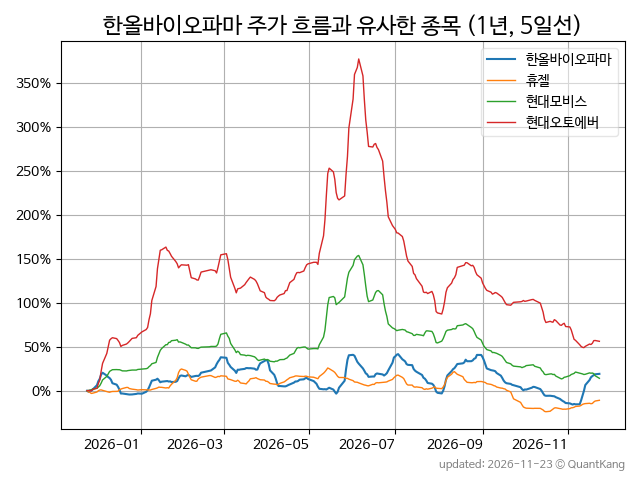 한올바이오파마 주가 흐름과 유사한 종목 (1년, 5일선)
350%
300%
250%
200%
150%
100%
50%
0%
한올바이오파마
휴젤
현대모비스
현대오토에버
2026-01
2026-03
2026-05
2026-07
2026-09
2026-11
updated: 2026-11-23 © QuantKang